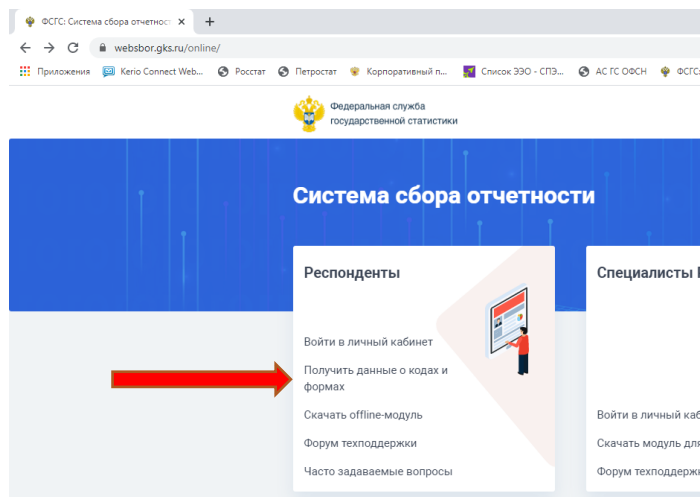 ФСГС: Система сбора отчетност
websbor.gks.ru/online/
Приложения Kerio Connect Web... Росстат Петростат Корпоративный п... Список ЭЭО - СПЭ... АС ГС ОФСН ФСГС:
Федеральная служба
государственной статистики
Система сбора отчетности
Респонденты
Войти в личный кабинет
Получить данные о кодах и
формах
Скачать offline-модуль
Форум техподдержки
Часто задаваемые вопросы
Специалисты
Войти в личный каб
Скачать модуль для
Форум техподдержк